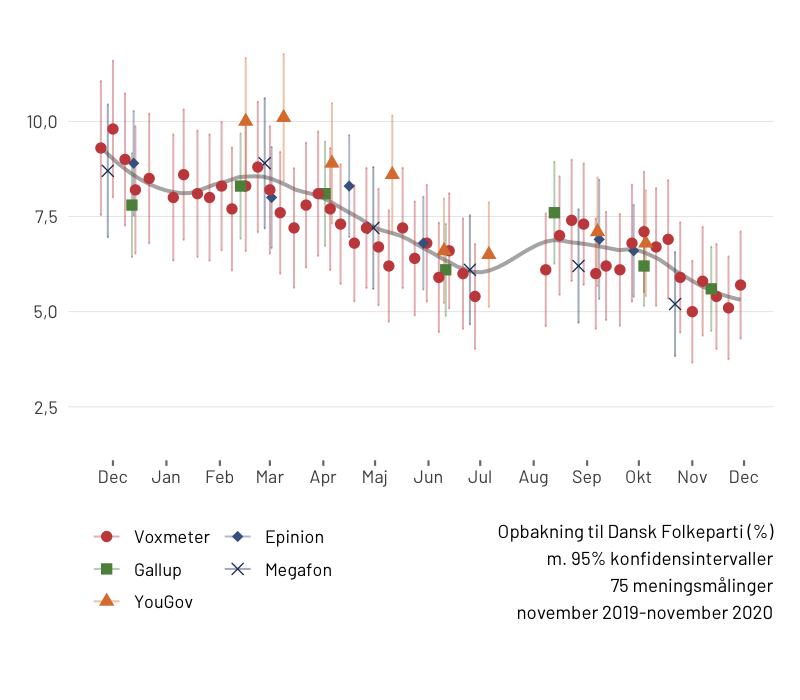 10,0
7,5
5,0
2,5
Dec Jan Feb Mar Apr Maj Jun Jul Aug Sep Okt Nov Dec
Voxmeter Epinion
Gallup Megafon
YouGov
Opbakning til Dansk Folkeparti (%)
m. 95% konfidensintervaller
75 meningsmålinger
november 2019-november 2020